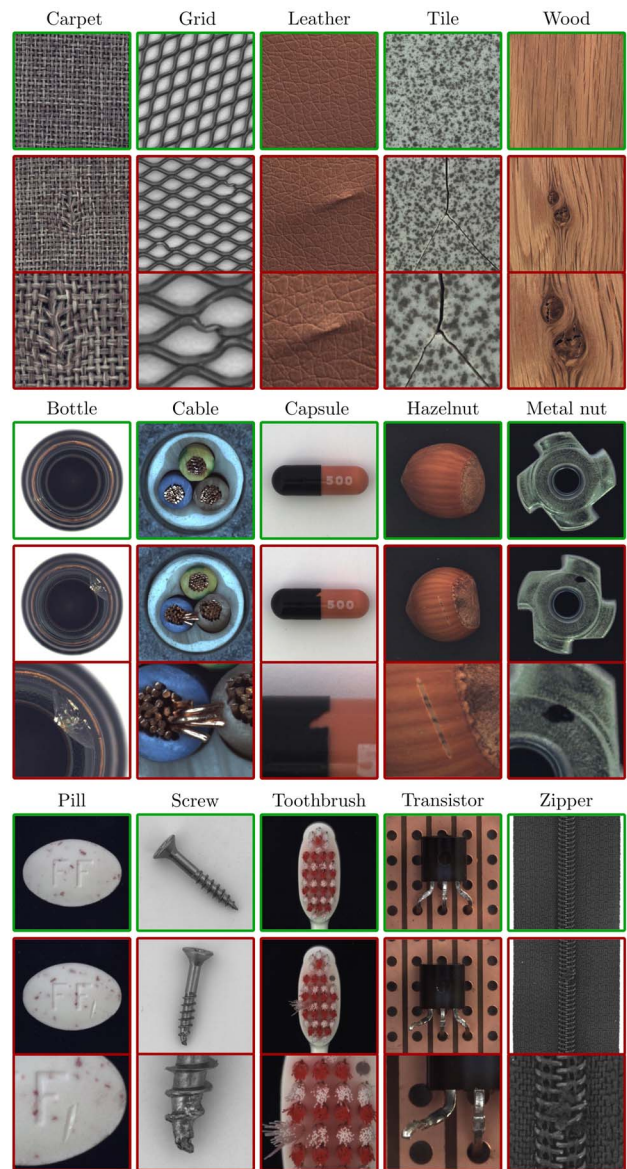 Carpet Grid Leather Tile Wood
Bottle Cable Capsule Hazelnut Metal nut
500
500
Pill Screw Toothbrush Transistor Zipper
FF
FF
F